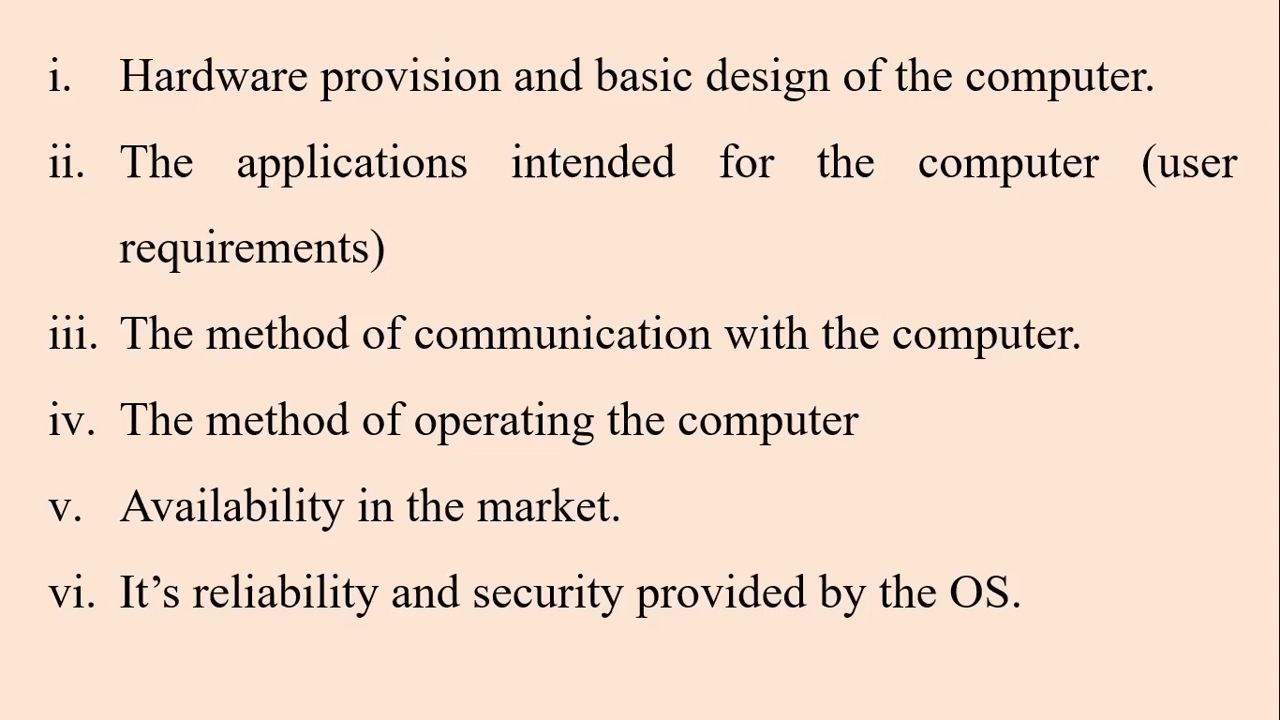 i. Hardware provision and basic design of the computer.
ii. The applications intended for the computer (user
requirements)
iii. The method of communication with the computer.
iv. The method of operating the computer
v. Availability in the market.
vi. It’s reliability and security provided by the OS.